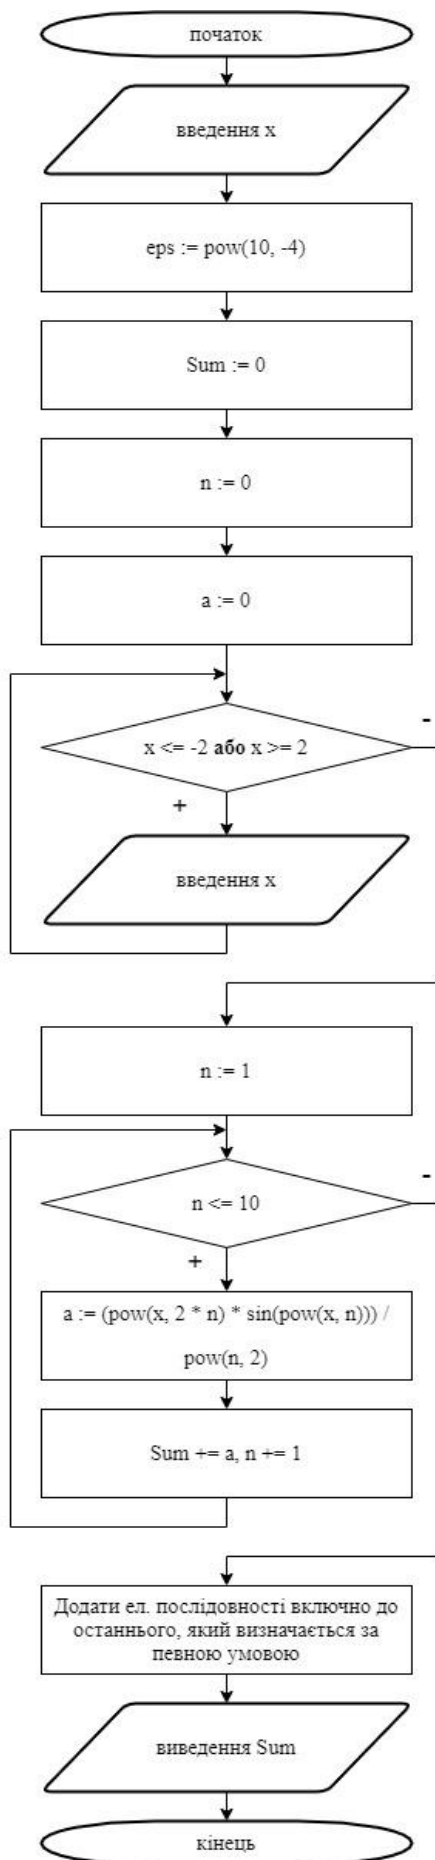 початок
введення x
eps := pow(10, -4)
Sum := 0
n := 0
a := 0
x <= -2 або x >= 2
-
+
введення x
n := 1
n <= 10
-
+
a := (pow(x, 2 * n) * sin(pow(x, n))) /
pow(n, 2)
Sum += a, n += 1
Додати ел. послідовності включно до
останнього, який визначається за
певною умовою
виведення Sum
кінець